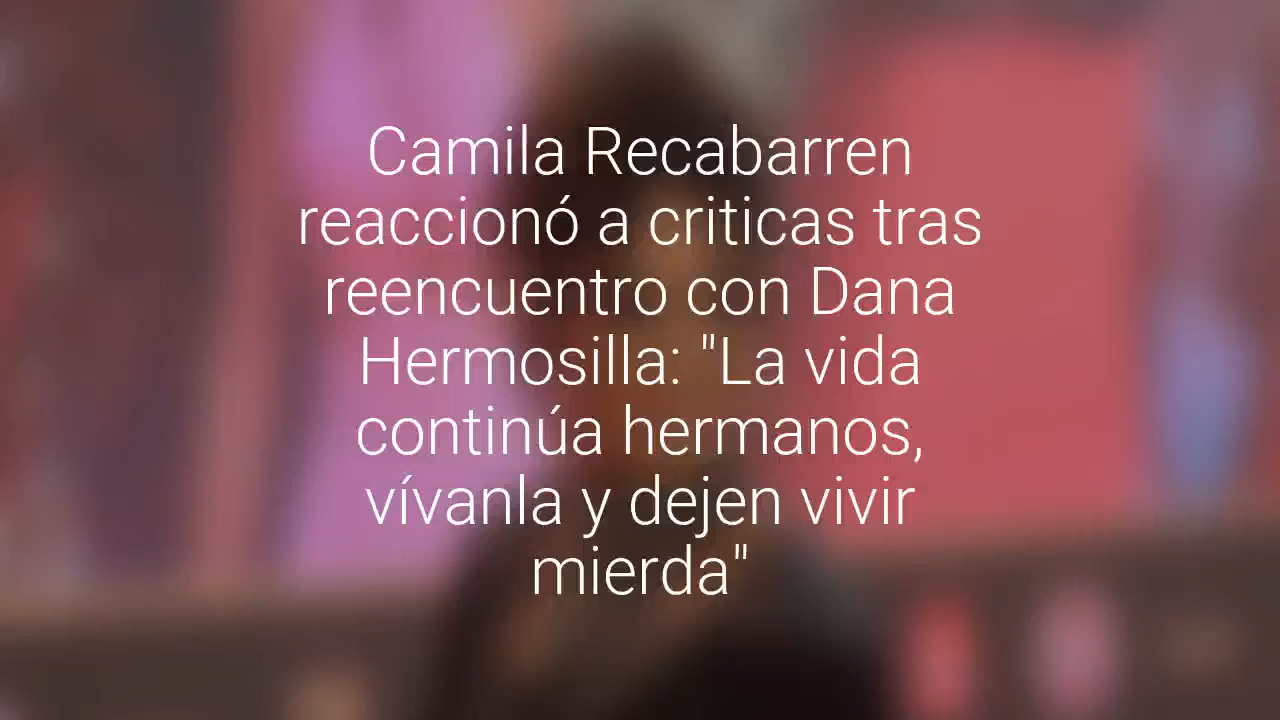 Camila Recabarren
reaccionó a criticas tras
reencuentro con Dana
Hermosilla: "La vida
continúa hermanos,
vívanla y dejen vivir
mierda"